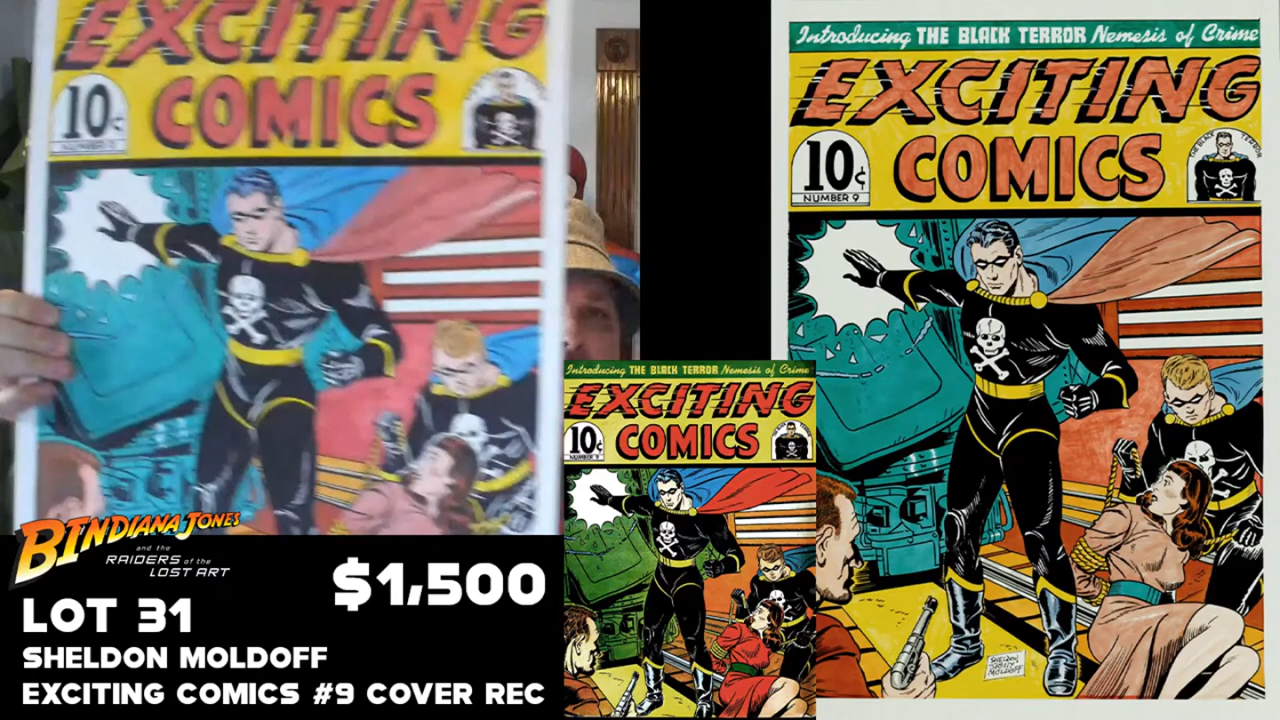 EXCITING
COMICS
10¢
NUMBER 9
BINDIANA JONES
and the
RAIDERS of the
LOST ART
$1,500
LOT 31
SHELDON MOLDOFF
EXCITING COMICS #9 COVER REC
Introducing THE BLACK TERROR Nemesis of Crime
EXCITING
COMICS
10¢
NUMBER 9
Introducing THE BLACK TERROR Nemesis of Crime
EXCITING
COMICS
10¢
NUMBER 9
THE BLACK TERROR
SHELDON
MOLDOFF